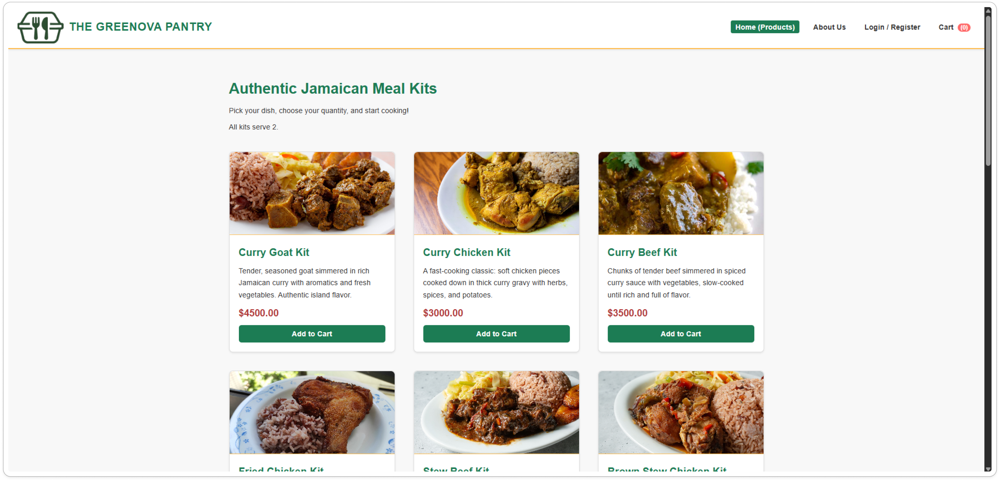 THE GREENOVA PANTRY
Home (Products)
About Us
Login / Register
Cart (0)
Authentic Jamaican Meal Kits
Pick your dish, choose your quantity, and start cooking!
All kits serve 2.
Curry Goat Kit
Tender, seasoned goat simmered in rich
Jamaican curry with aromatics and fresh
vegetables. Authentic island flavor.
$4500.00
Add to Cart
Curry Chicken Kit
A fast-cooking classic: soft chicken pieces
cooked down in thick curry gravy with herbs,
spices, and potatoes.
$3000.00
Add to Cart
Curry Beef Kit
Chunks of tender beef simmered in spiced
curry sauce with vegetables, slow-cooked
until rich and full of flavor.
$3500.00
Add to Cart
Fried Chicken Kit
Stew Beef Kit
Brown Stew Chicken Kit